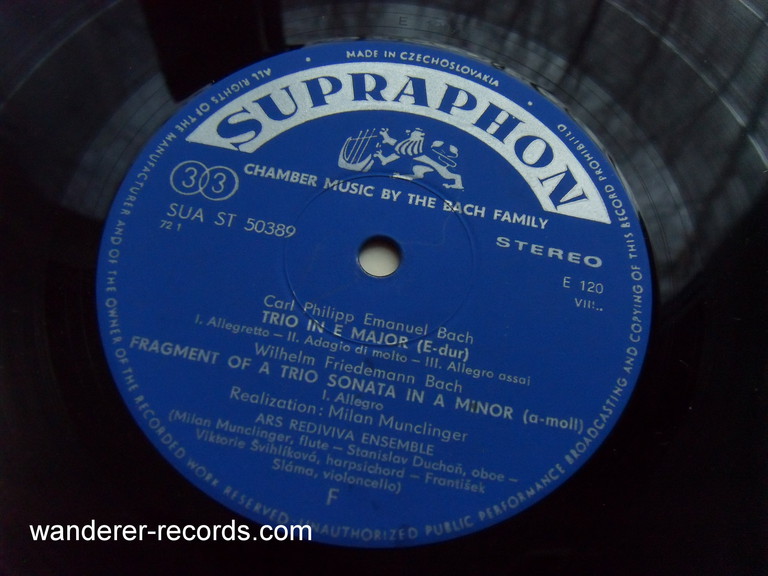 MADE IN CZECHOSLOVAKIA
ALL RIGHTS OF THE MANUFACTURER AND OF THE OWNER OF THE RECORDED WORK RESERVED · UNAUTHORIZED PUBLIC PERFORMANCE BROADCASTING AND COPYING OF THIS RECORD PROHIBITED
SUPRAPHON
33
CHAMBER MUSIC BY THE BACH FAMILY
SUA ST 50389
72 1
STEREO
E 120
Carl Philipp Emanuel Bach
TRIO IN E MAJOR (E-dur)
I. Allegretto – II. Adagio di molto – III. Allegro assai
Wilhelm Friedemann Bach
FRAGMENT OF A TRIO SONATA IN A MINOR (a-moll)
I. Allegro
Realization: Milan Munclinger
ARS REDIVIVA ENSEMBLE
(Milan Munclinger, flute – Stanislav Duchoň, oboe –
Viktorie Švihlíková, harpsichord – František
Sláma, violoncello)
F
wanderer-records.com